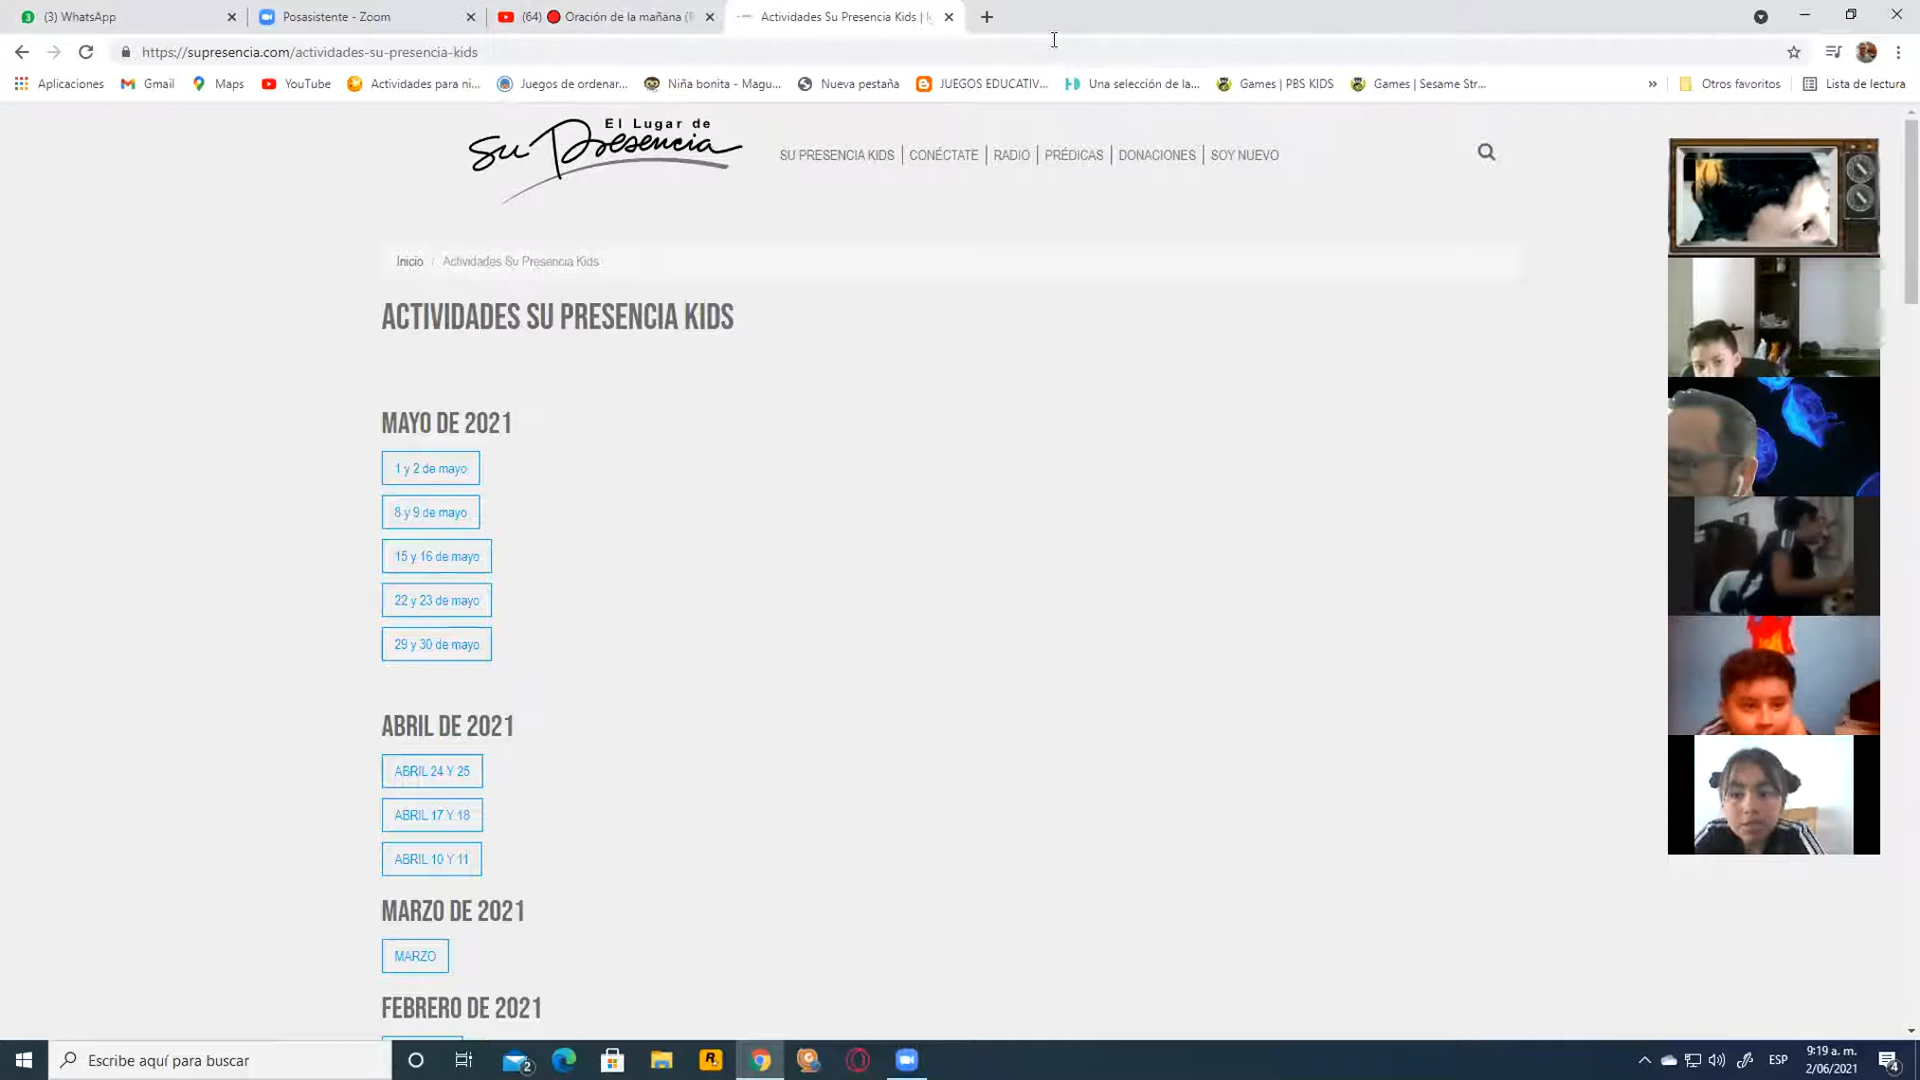 (3) WhatsApp
Posasistente - Zoom
(64) Oración de la mañana (
Actividades Su Presencia Kids |
https://supresencia.com/actividades-su-presencia-kids
Aplicaciones
Gmail
Maps
YouTube
Actividades para ni...
Juegos de ordenar...
Niña bonita - Magu...
Nueva pestaña
JUEGOS EDUCATIV...
Una selección de la...
Games | PBS KIDS
Games | Sesame Str...
»
Otros favoritos
Lista de lectura
El Lugar de
Su Presencia
SU PRESENCIA KIDS | CONÉCTATE | RADIO | PRÉDICAS | DONACIONES | SOY NUEVO
Inicio / Actividades Su Presencia Kids
ACTIVIDADES SU PRESENCIA KIDS
MAYO DE 2021
1 y 2 de mayo
8 y 9 de mayo
15 y 16 de mayo
22 y 23 de mayo
29 y 30 de mayo
ABRIL DE 2021
ABRIL 24 Y 25
ABRIL 17 Y 18
ABRIL 10 Y 11
MARZO DE 2021
MARZO
FEBRERO DE 2021
Escribe aquí para buscar
2
R
ESP
9:19 a. m.
2/06/2021
4